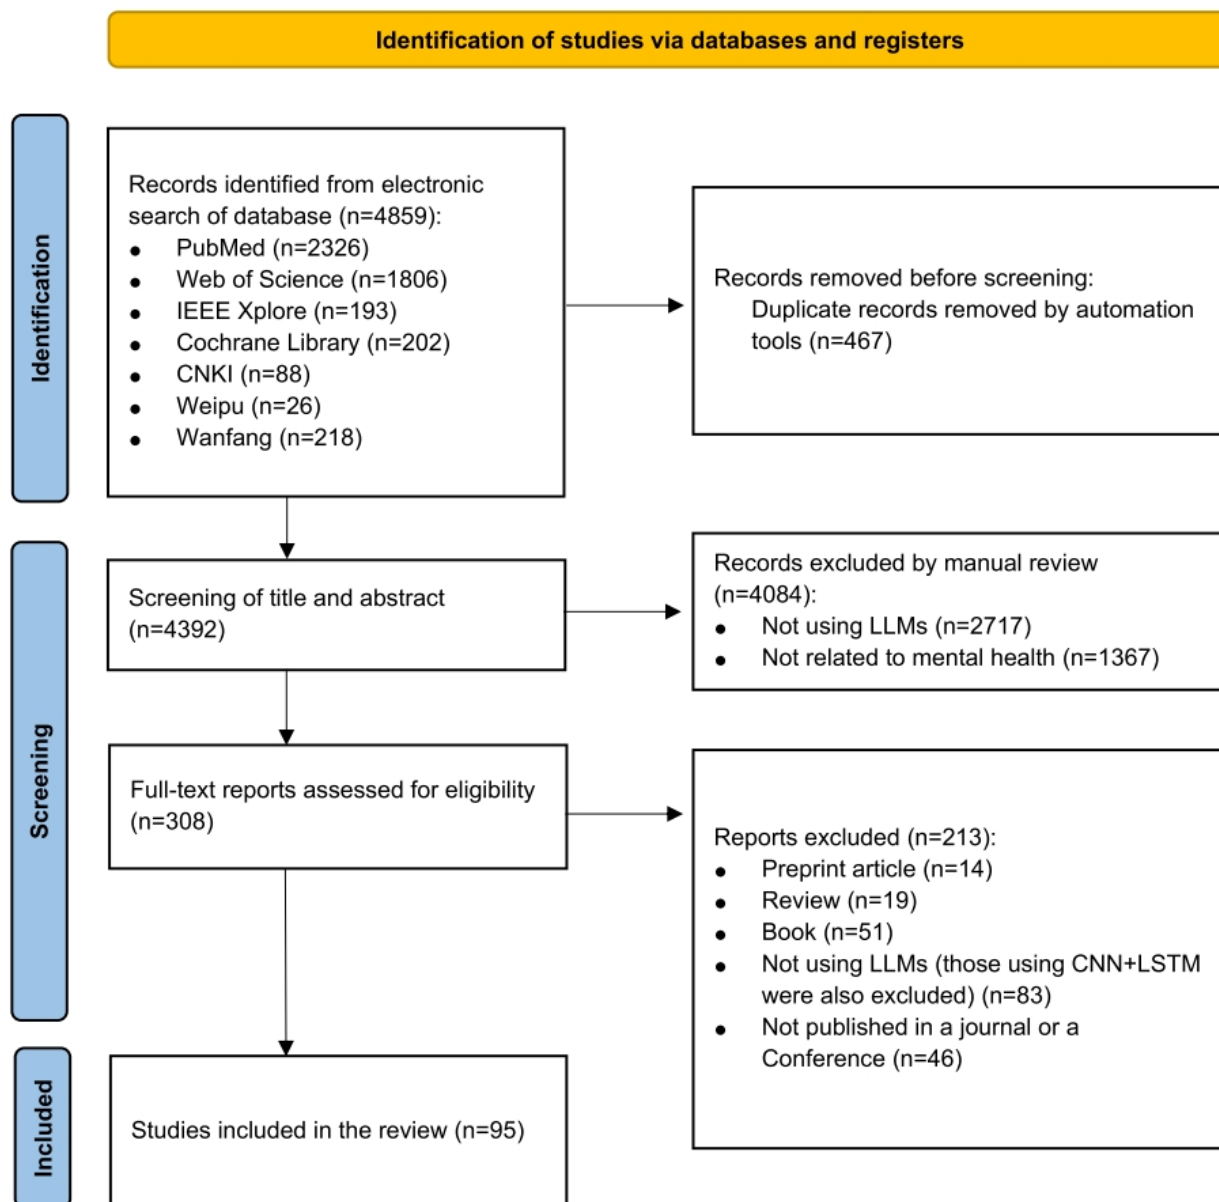 Identification of studies via databases and registers
Identification
Records identified from electronic
search of database (n=4859):
● PubMed (n=2326)
● Web of Science (n=1806)
● IEEE Xplore (n=193)
● Cochrane Library (n=202)
● CNKI (n=88)
● Weipu (n=26)
● Wanfang (n=218)
Records removed before screening:
Duplicate records removed by automation
tools (n=467)
Screening
Screening of title and abstract
(n=4392)
Records excluded by manual review
(n=4084):
● Not using LLMs (n=2717)
● Not related to mental health (n=1367)
Full-text reports assessed for eligibility
(n=308)
Reports excluded (n=213):
● Preprint article (n=14)
● Review (n=19)
● Book (n=51)
● Not using LLMs (those using CNN+LSTM
were also excluded) (n=83)
● Not published in a journal or a
Conference (n=46)
Included
Studies included in the review (n=95)